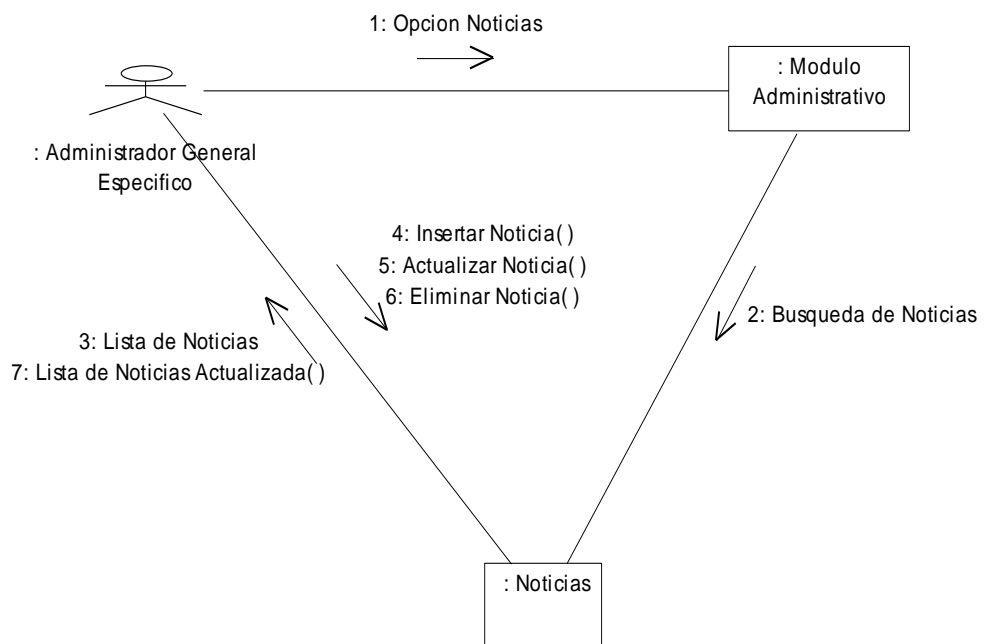 1: Opcion Noticias
: Modulo
Administrativo
: Administrador General
Especifico
4: Insertar Noticia( )
5: Actualizar Noticia( )
6: Eliminar Noticia( )
2: Busqueda de Noticias
3: Lista de Noticias
7: Lista de Noticias Actualizada( )
: Noticias